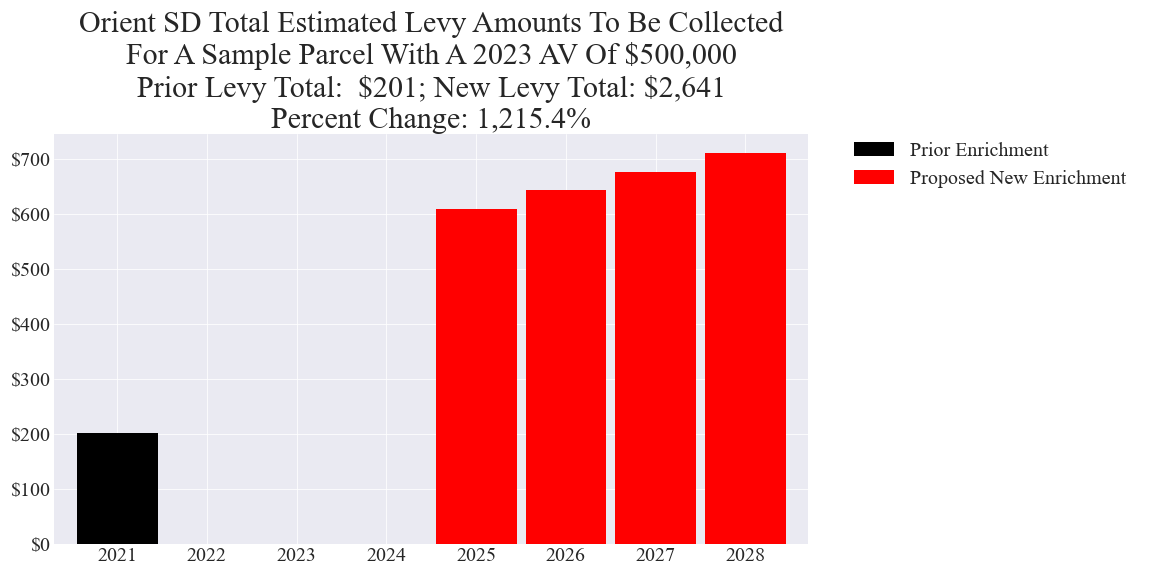 Orient SD Total Estimated Levy Amounts To Be Collected
For A Sample Parcel With A 2023 AV Of $500,000
Prior Levy Total:  $201; New Levy Total: $2,641
Percent Change: 1,215.4%
Prior Enrichment
Proposed New Enrichment
$700
$600
$500
$400
$300
$200
$100
$0
2021 2022 2023 2024 2025 2026 2027 2028